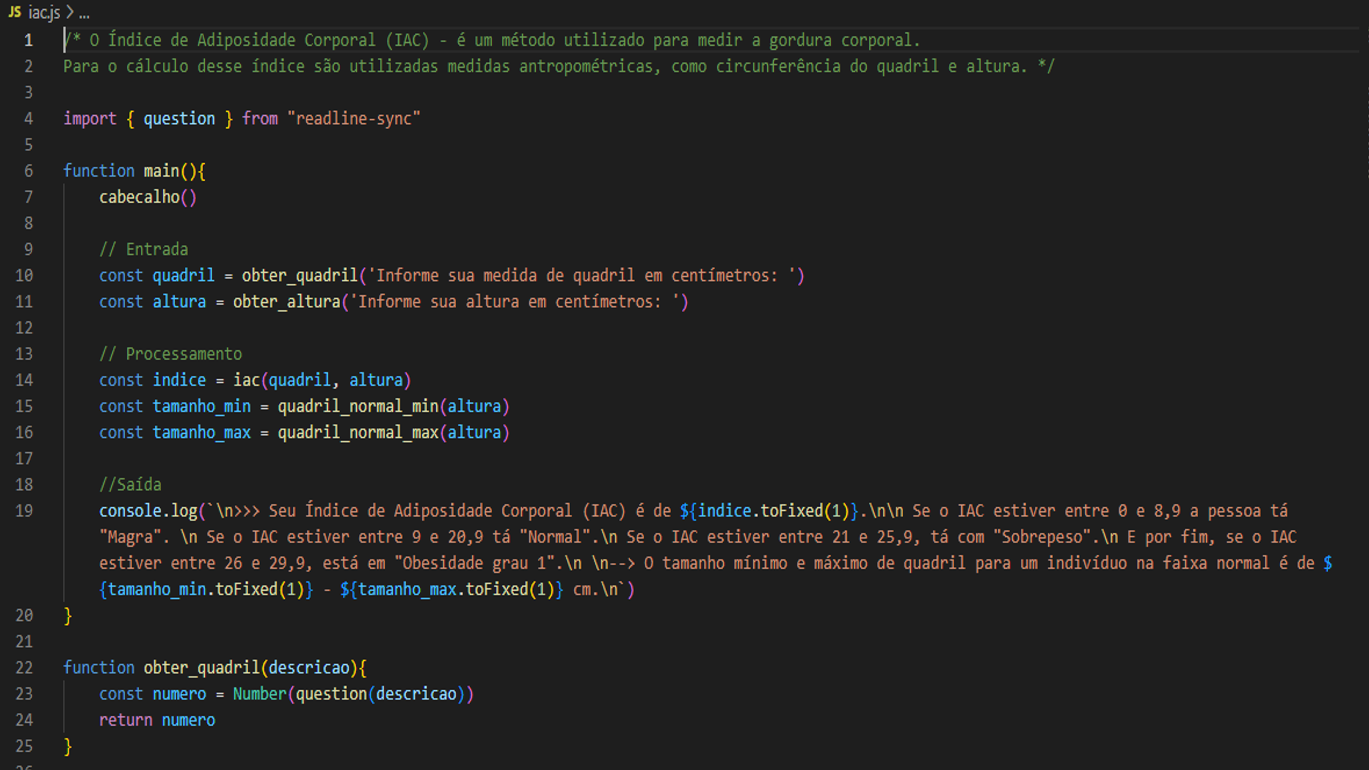 JS iac.js > ...
1 /* O Índice de Adiposidade Corporal (IAC) - é um método utilizado para medir a gordura corporal.
2 Para o cálculo desse índice são utilizadas medidas antropométricas, como circunferência do quadril e altura. */
3
4 import { question } from "readline-sync"
5
6 function main(){
7     cabecalho()
8
9     // Entrada
10     const quadril = obter_quadril('Informe sua medida de quadril em centímetros: ')
11     const altura = obter_altura('Informe sua altura em centímetros: ')
12
13     // Processamento
14     const indice = iac(quadril, altura)
15     const tamanho_min = quadril_normal_min(altura)
16     const tamanho_max = quadril_normal_max(altura)
17
18     //Saída
19     console.log(`\n>>> Seu Índice de Adiposidade Corporal (IAC) é de ${indice.toFixed(1)}.\n\n Se o IAC estiver entre 0 e 8,9 a pessoa tá
"Magra". \n Se o IAC estiver entre 9 e 20,9 tá "Normal".\n Se o IAC estiver entre 21 e 25,9, tá com "Sobrepeso".\n E por fim, se o IAC
estiver entre 26 e 29,9, está em "Obesidade grau 1".\n \n--> O tamanho mínimo e máximo de quadril para um indivíduo na faixa normal é de $
{tamanho_min.toFixed(1)} - ${tamanho_max.toFixed(1)} cm.\n`)
20 }
21
22 function obter_quadril(descricao){
23     const numero = Number(question(descricao))
24     return numero
25 }